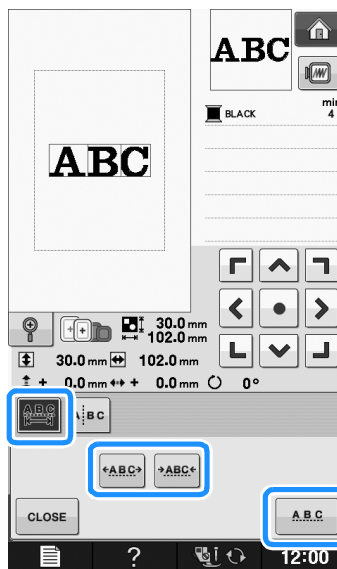 ABC
ABC
min
BLACK 4
30.0 mm
102.0 mm
30.0 mm 102.0 mm
+ 0.0 mm + 0.0 mm 0°
ABC A BC
ABC ABC
CLOSE ABC
? 12:00